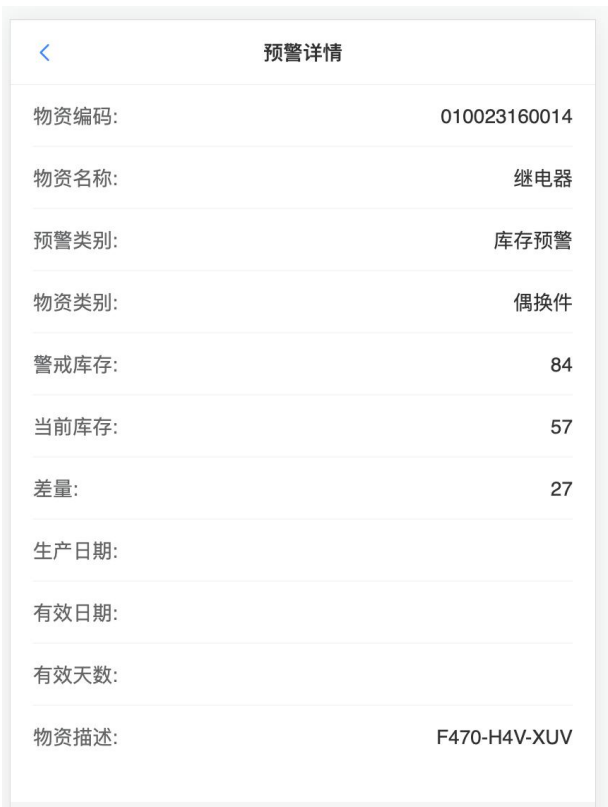 预警详情
物资编码: 010023160014
物资名称: 继电器
预警类别: 库存预警
物资类别: 偶换件
警戒库存: 84
当前库存: 57
差量: 27
生产日期:
有效日期:
有效天数:
物资描述: F470-H4V-XUV